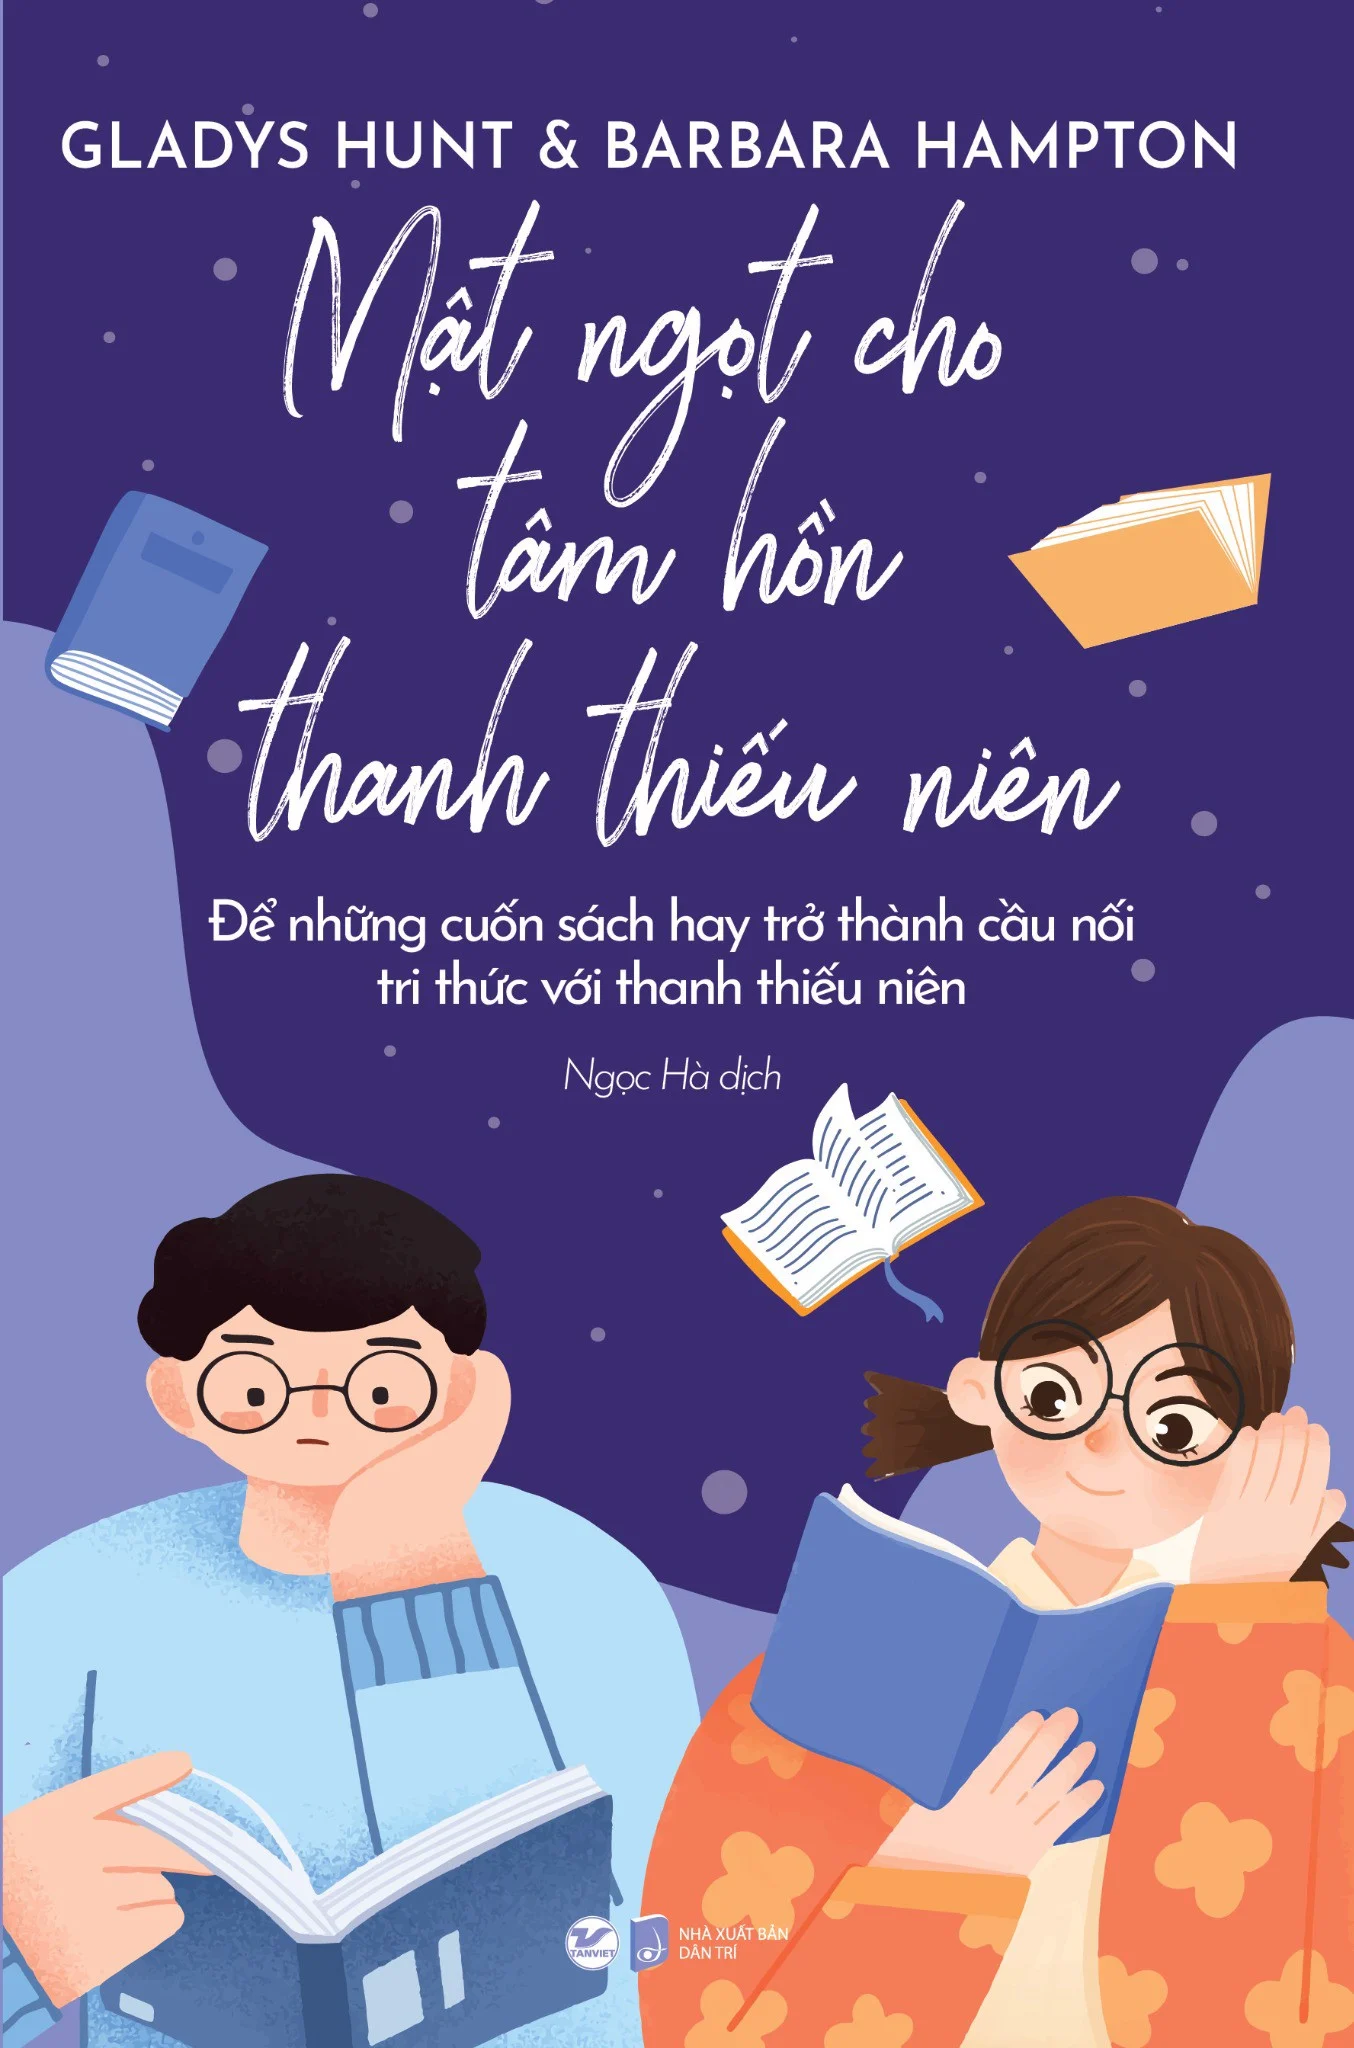 GLADYS HUNT & BARBARA HAMPTON
Mật ngọt cho
tâm hồn
thanh thiếu niên
Để những cuốn sách hay trở thành cầu nối
tri thức với thanh thiếu niên
Ngọc Hà dịch
TANVIET
NHÀ XUẤT BẢN
DÂN TRÍ